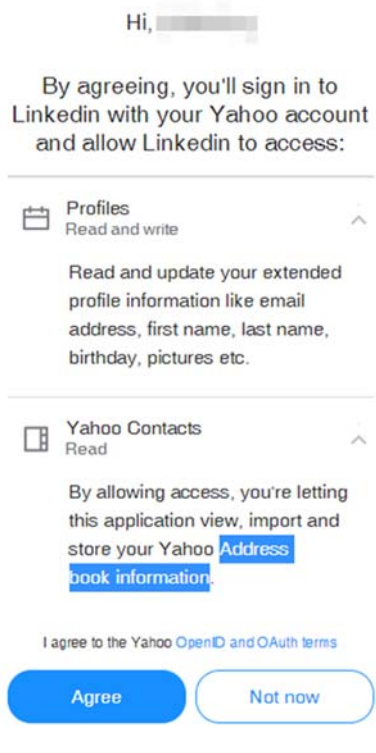 Hi,
By agreeing, you'll sign in to
Linkedin with your Yahoo account
and allow Linkedin to access:
Profiles
Read and write
Read and update your extended
profile information like email
address, first name, last name,
birthday, pictures etc.
Yahoo Contacts
Read
By allowing access, you're letting
this application view, import and
store your Yahoo Address
book information.
I agree to the Yahoo OpenID and OAuth terms
Agree Not now